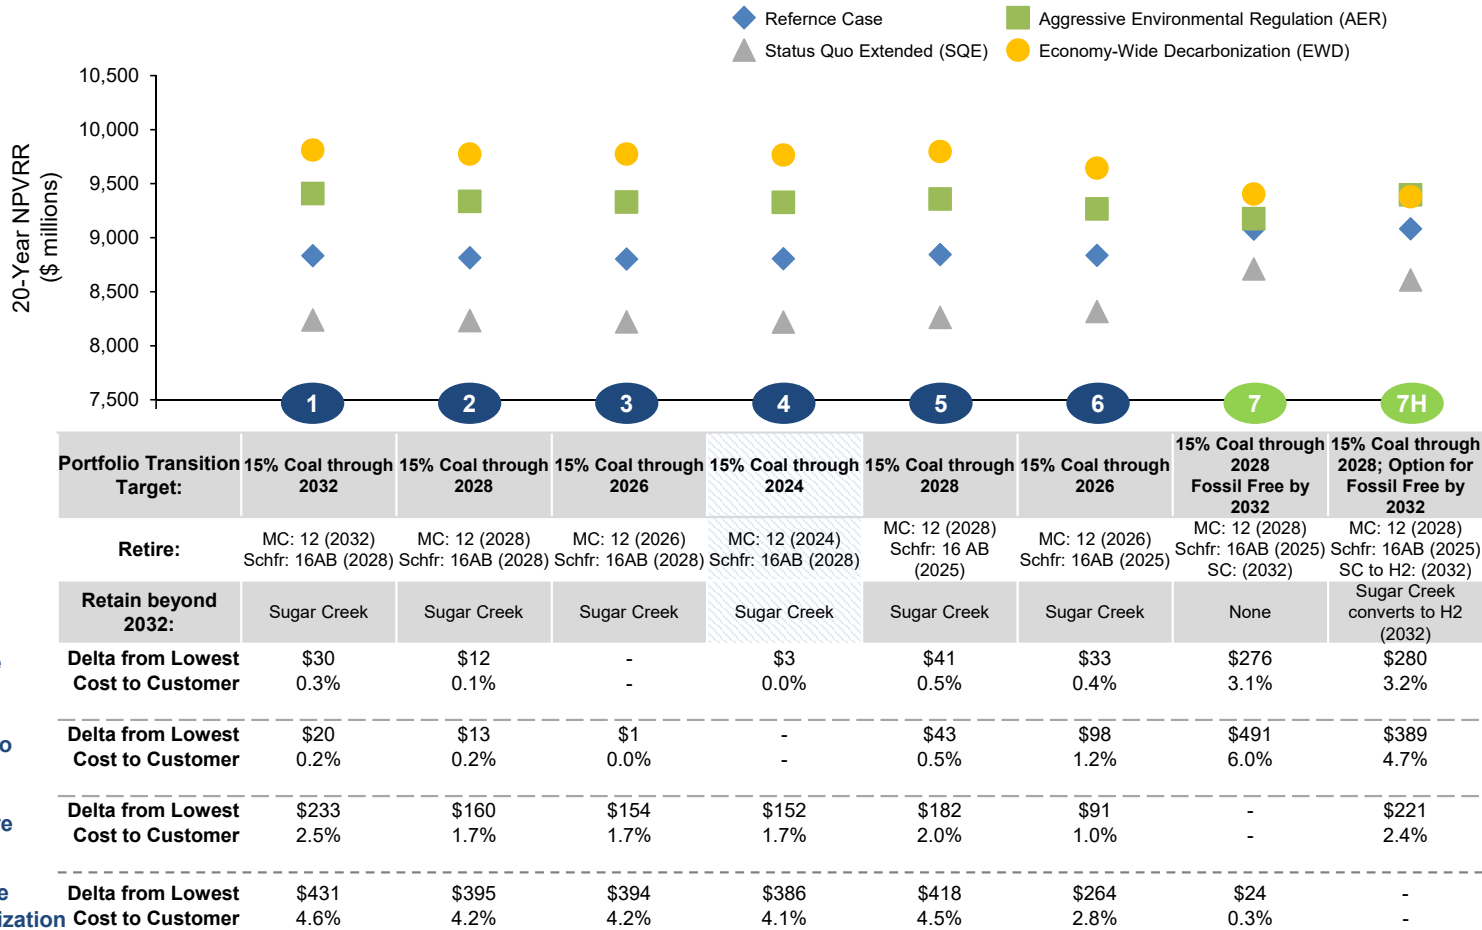 Refernce Case
Aggressive Environmental Regulation (AER)
Status Quo Extended (SQE)
Economy-Wide Decarbonization (EWD)
20-Year NPVRR
($ millions)
10,500
10,000
9,500
9,000
8,500
8,000
7,500
1 2 3 4 5 6 7 7H
Portfolio Transition Target:
15% Coal through 2032
15% Coal through 2028
15% Coal through 2026
15% Coal through 2024
15% Coal through 2028
15% Coal through 2026
15% Coal through 2028 Fossil Free by 2032
15% Coal through 2028; Option for Fossil Free by 2032
Retire:
MC: 12 (2032) Schfr: 16AB (2028)
MC: 12 (2028) Schfr: 16AB (2028)
MC: 12 (2026) Schfr: 16AB (2028)
MC: 12 (2024) Schfr: 16AB (2028)
MC: 12 (2028) Schfr: 16 AB (2025)
MC: 12 (2026) Schfr: 16AB (2025)
MC: 12 (2028) Schfr: 16AB (2025) SC: (2032)
MC: 12 (2028) Schfr: 16AB (2025) SC to H2: (2032)
Retain beyond 2032:
Sugar Creek
Sugar Creek
Sugar Creek
Sugar Creek
Sugar Creek
Sugar Creek
None
Sugar Creek converts to H2 (2032)
Delta from Lowest $30 $12 - $3 $41 $33 $276 $280
Cost to Customer 0.3% 0.1% - 0.0% 0.5% 0.4% 3.1% 3.2%
Delta from Lowest $20 $13 $1 - $43 $98 $491 $389
Cost to Customer 0.2% 0.2% 0.0% - 0.5% 1.2% 6.0% 4.7%
Delta from Lowest $233 $160 $154 $152 $182 $91 - $221
Cost to Customer 2.5% 1.7% 1.7% 1.7% 2.0% 1.0% - 2.4%
Delta from Lowest $431 $395 $394 $386 $418 $264 $24 -
ization Cost to Customer 4.6% 4.2% 4.2% 4.1% 4.5% 2.8% 0.3% -